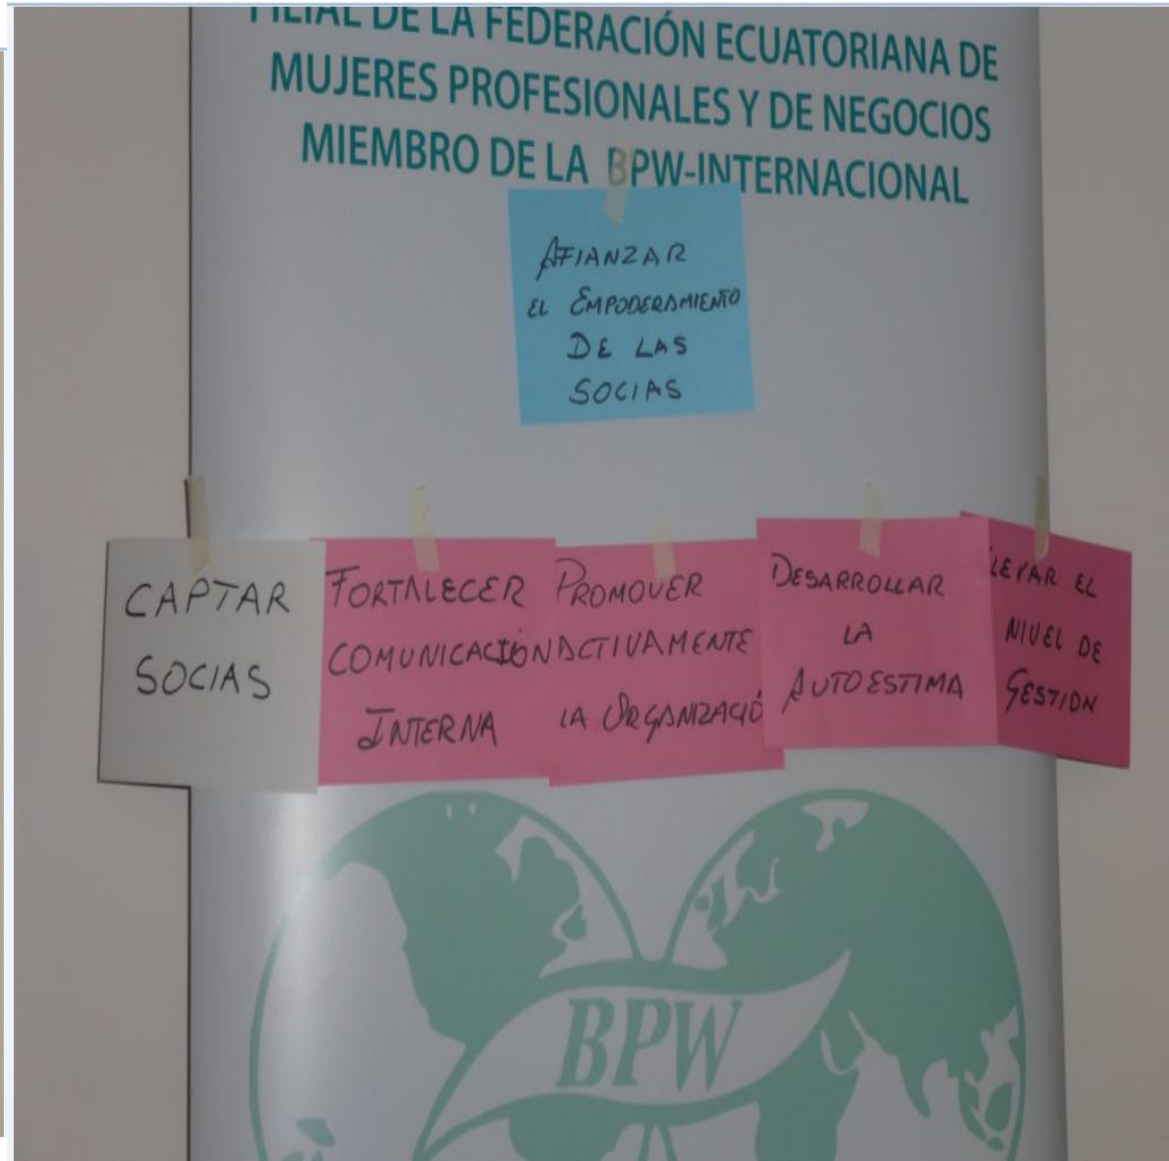 FILIAL DE LA FEDERACIÓN ECUATORIANA DE
MUJERES PROFESIONALES Y DE NEGOCIOS
MIEMBRO DE LA BPW-INTERNACIONAL
AFIANZAR
EL EMPODERAMIENTO
DE LAS
SOCIAS
CAPTAR
SOCIAS
FORTALECER
COMUNICACIÓN
INTERNA
PROMOVER
ACTIVAMENTE
LA ORGANIZACIÓ
DESARROLLAR
LA
AUTOESTIMA
ELEVAR EL
NIVEL DE
GESTION
BPW